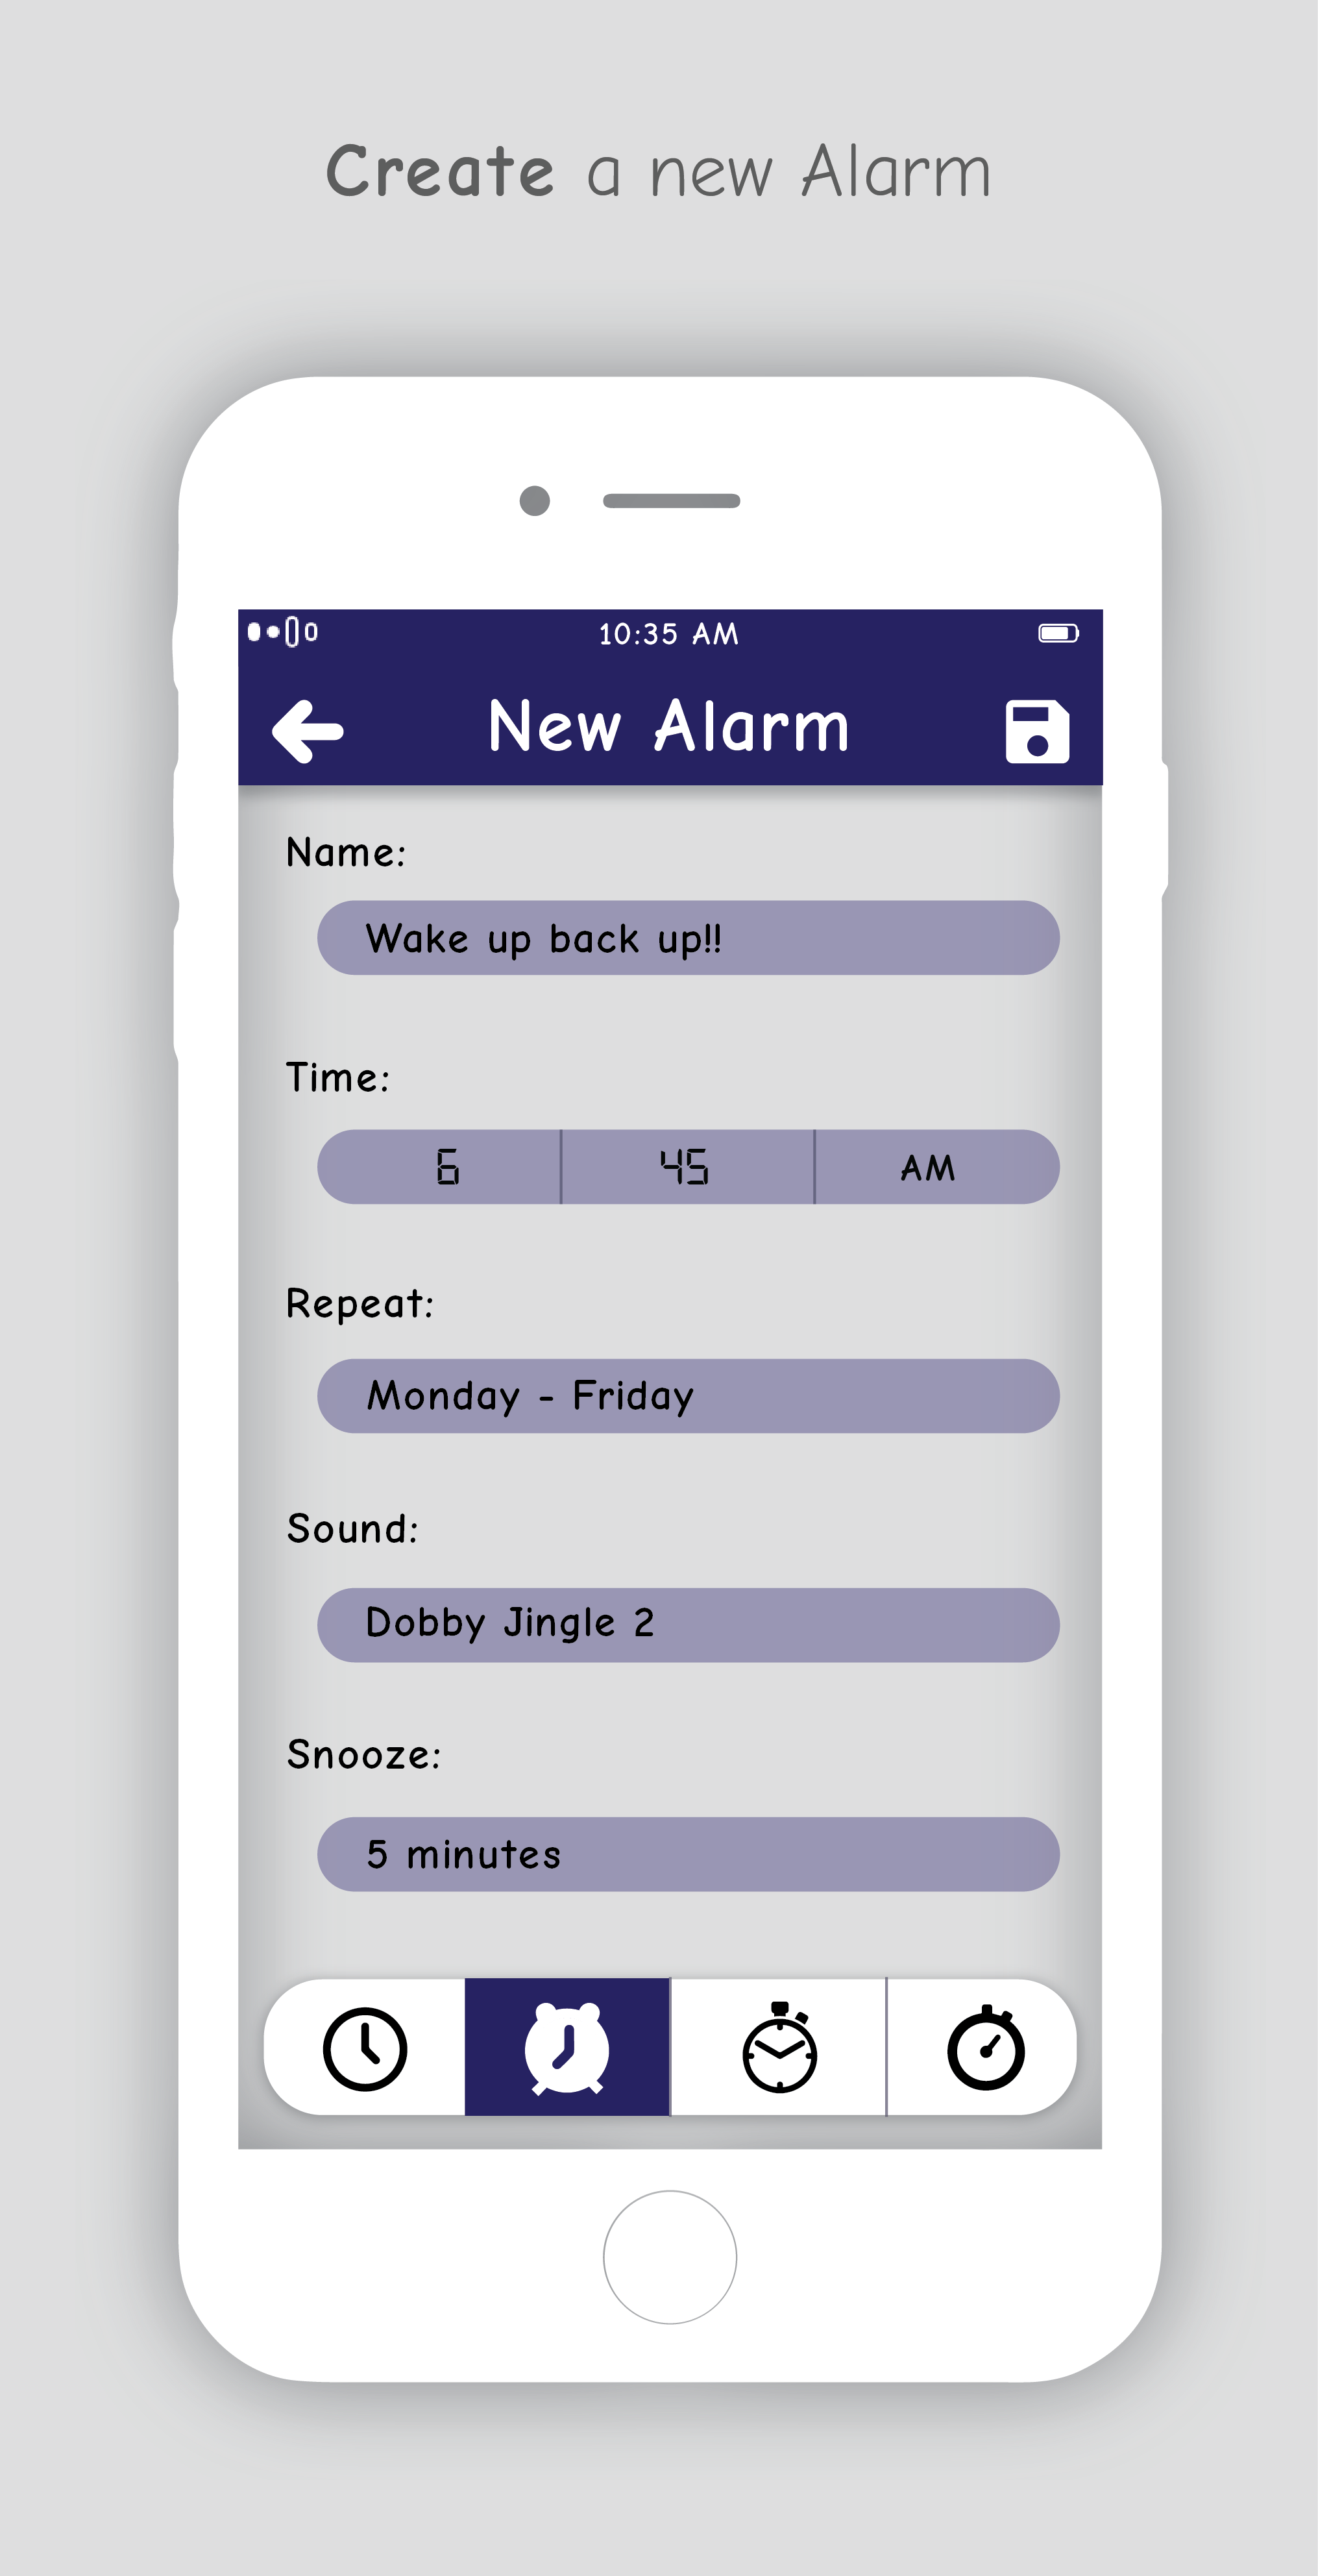 Create a new Alarm
10:35 AM
New Alarm
Name:
Wake up back up!!
Time:
6 45 AM
Repeat:
Monday - Friday
Sound:
Dobby Jingle 2
Snooze:
5 minutes